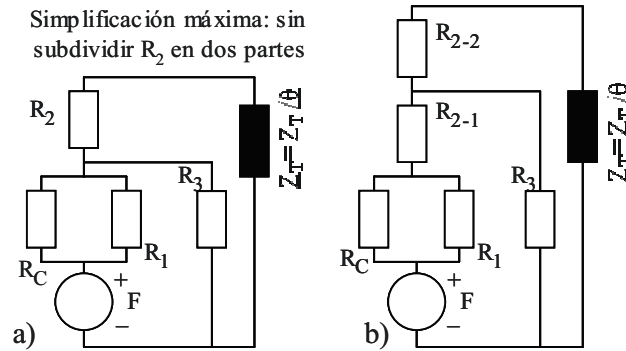 Simplificación máxima: sin
subdividir R2 en dos partes
R2
R3
RC
R1
+
F
−
ZT=ZT/θ
a)
R2-2
R2-1
R3
RC
R1
+
F
−
ZT=ZT/θ
b)